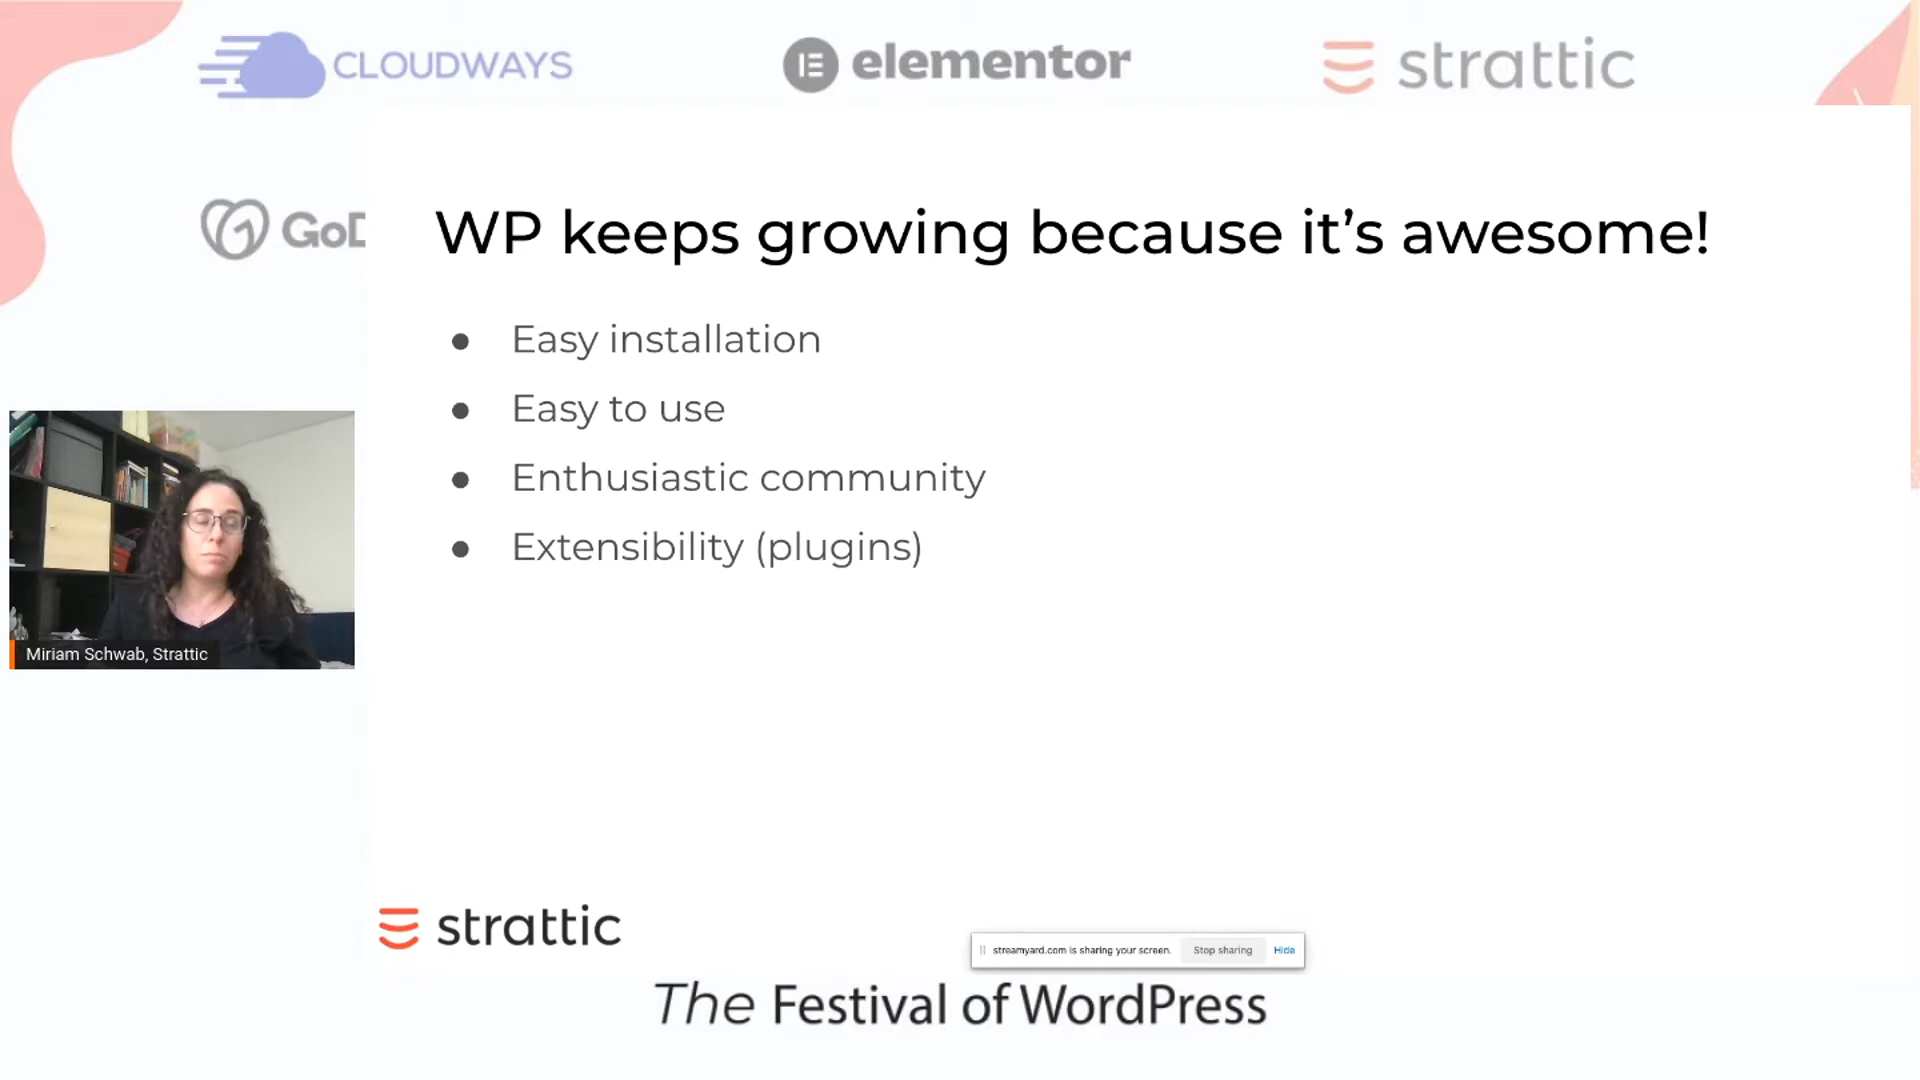 CLOUDWAYS
elementor
strattic
GoD
WP keeps growing because it's awesome!
● Easy installation
● Easy to use
● Enthusiastic community
● Extensibility (plugins)
Miriam Schwab, Strattic
strattic
streamyard.com is sharing your screen. Stop sharing Hide
The Festival of WordPress